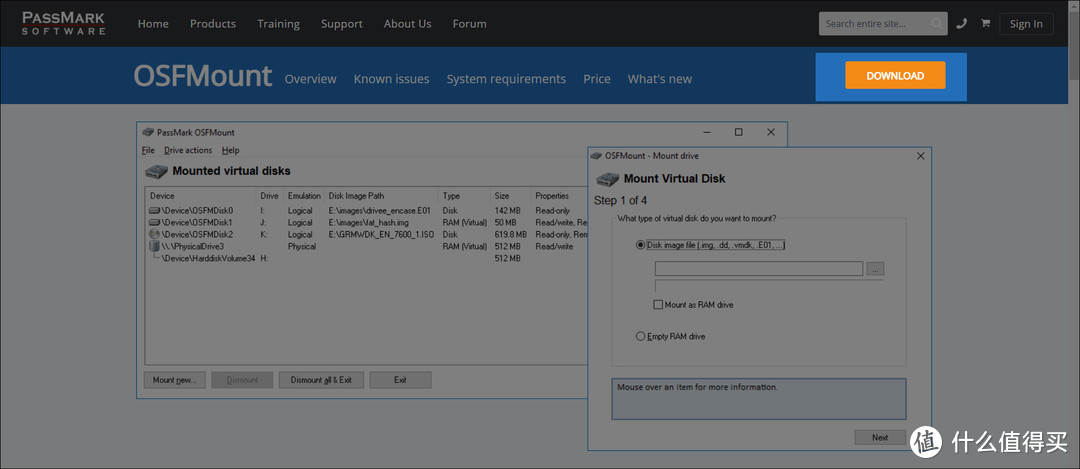 PASSMARK SOFTWARE
Home Products Training Support About Us Forum
Search entire site...
Sign In
OSFMount
Overview Known issues System requirements Price What's new
DOWNLOAD
PassMark OSFMount
File Drive actions Help
Mounted virtual disks
Device Drive Emulation Disk Image Path Type Size Properties
\Device\OSFMDisk0 I: Logical E:\images\drivee_encase.E01 Disk 142 MB Read-only
\Device\OSFMDisk1 J: Logical E:\images\fat_hash.img RAM (Virtual) 50 MB Read/write, Re
\Device\OSFMDisk2 K: Logical E:\GRMWDK_EN_7600_1.ISO Disk 619.8 MB Read-only, Rem
\\.\PhysicalDrive3 Physical RAM (Virtual) 512 MB Read/write
\Device\HarddiskVolume34 H: 512 MB
Mount new... Dismount Dismount all & Exit Exit
OSFMount - Mount drive
Mount Virtual Disk
Step 1 of 4
What type of virtual disk do you want to mount?
Disk image file (.img, .dd, .vmdk, .E01, ...)
...
Mount as RAM drive
Empty RAM drive
Mouse over an item for more information.
Next
值 什么值得买